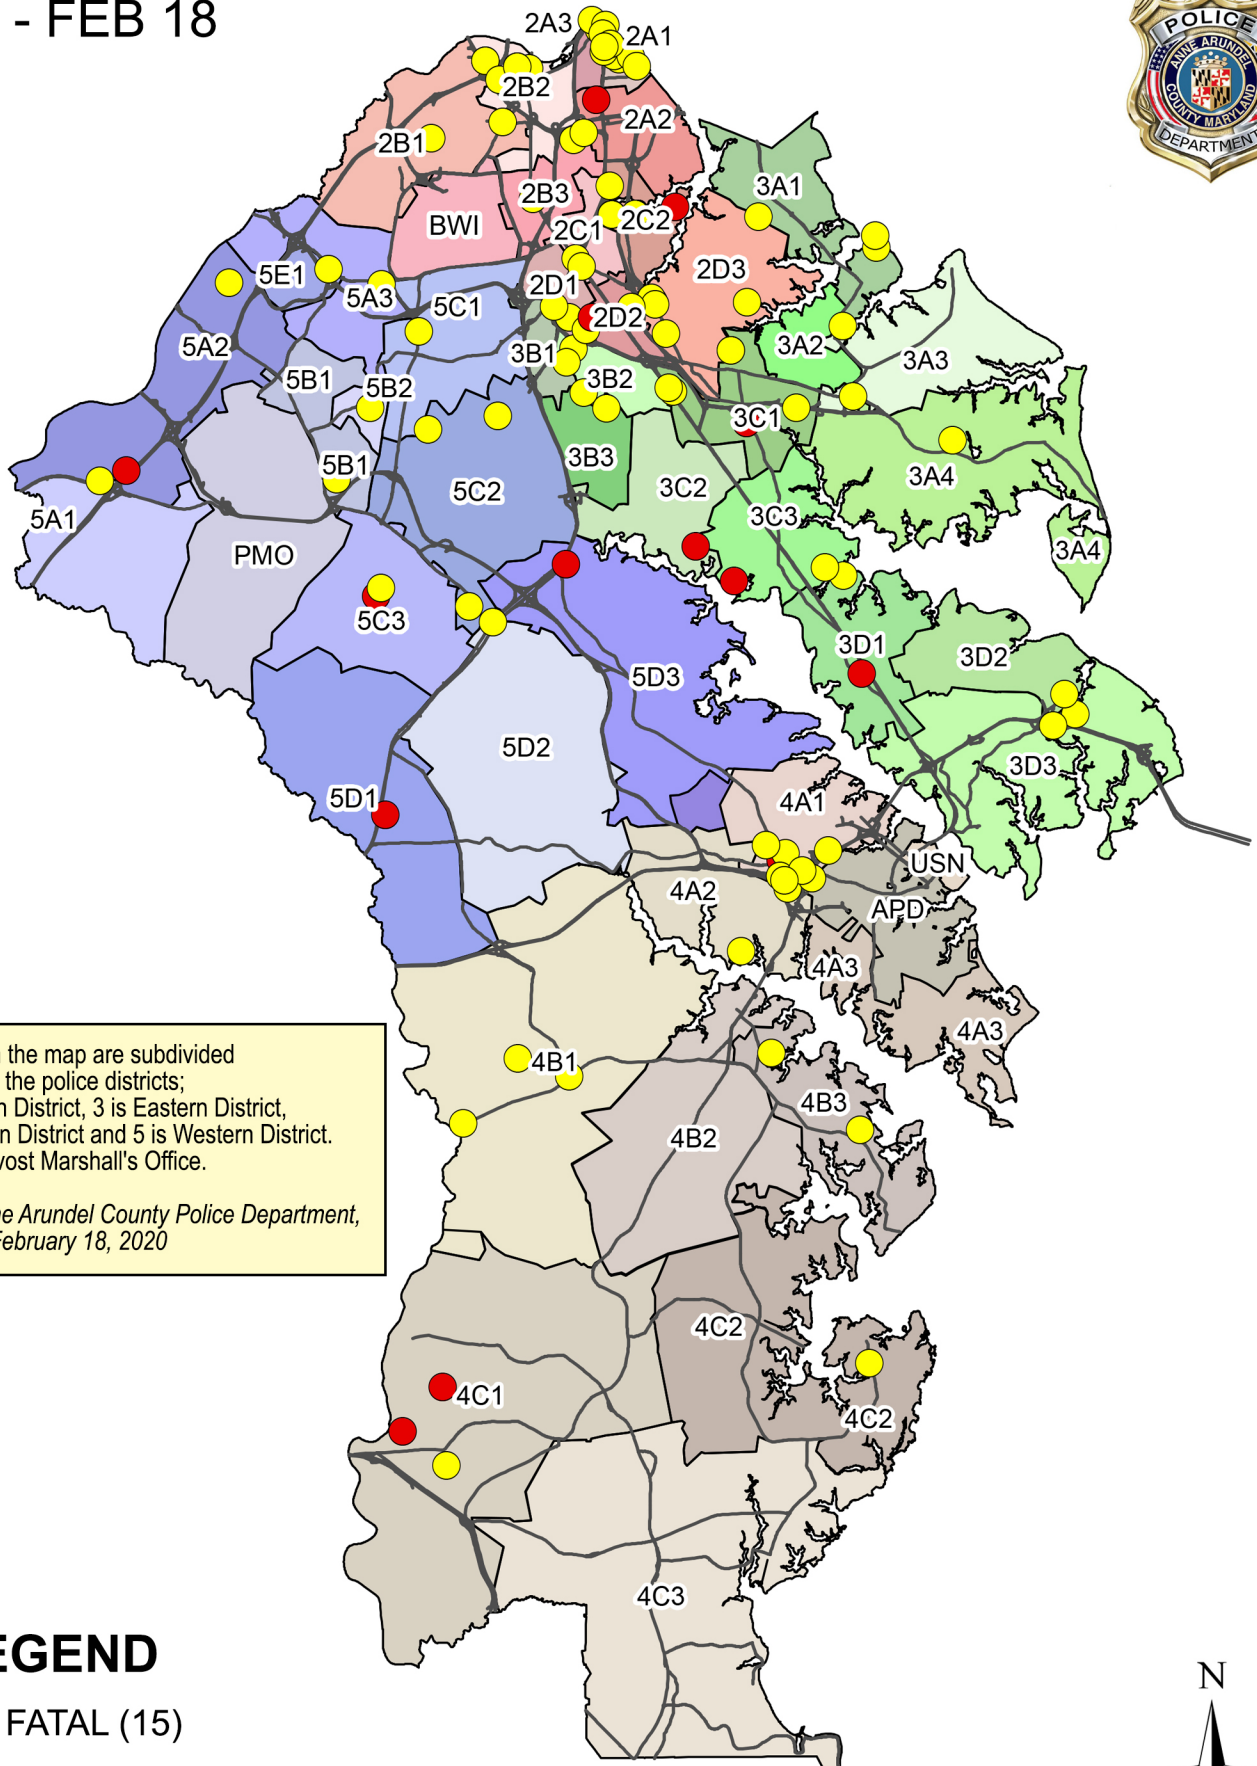 - FEB 18
POLICE
ANNE ARUNDEL
COUNTY MARYLAND
DEPARTMENT
2A3
2A1
2B2
2A2
2B1
3A1
2B3
BWI
2C1
2C2
2D3
5E1
2D1
5A3
5C1
2D2
5A2
3A2
3B1
3A3
5B1
5B2
3B2
3C1
3B3
5B1
3A4
5C2
3C2
5A1
3C3
3A4
PMO
5C3
3D1
3D2
5D3
5D2
3D3
5D1
4A1
USN
4A2
APD
4A3
4A3
4B1
4B3
4B2
n the map are subdivided
the police districts;
n District, 3 is Eastern District,
n District and 5 is Western District.
vost Marshall's Office.
ne Arundel County Police Department,
February 18, 2020
4C2
4C1
4C2
4C3
EGEND
FATAL (15)
N